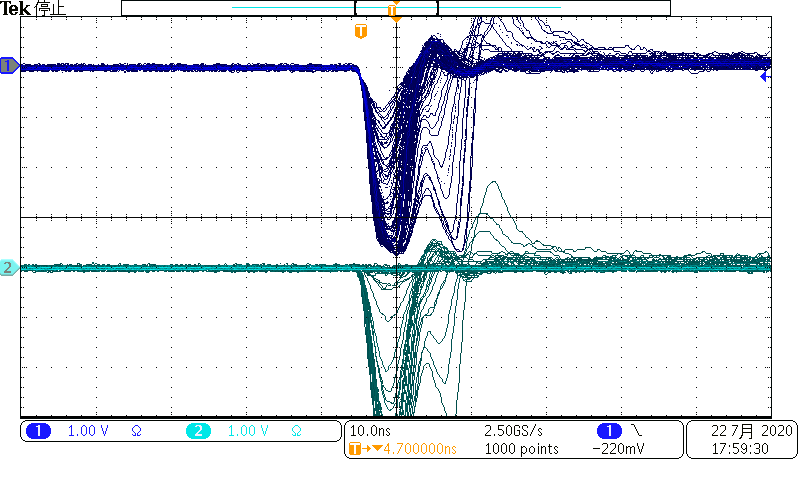 Tek 停止
T
T
1
2
1 1.00 V Ω 2 1.00 V Ω
10.0ns 2.50GS/s 1 \
T→▼4.700000ns 1000 points −220mV
22 7月 2020
17:59:30